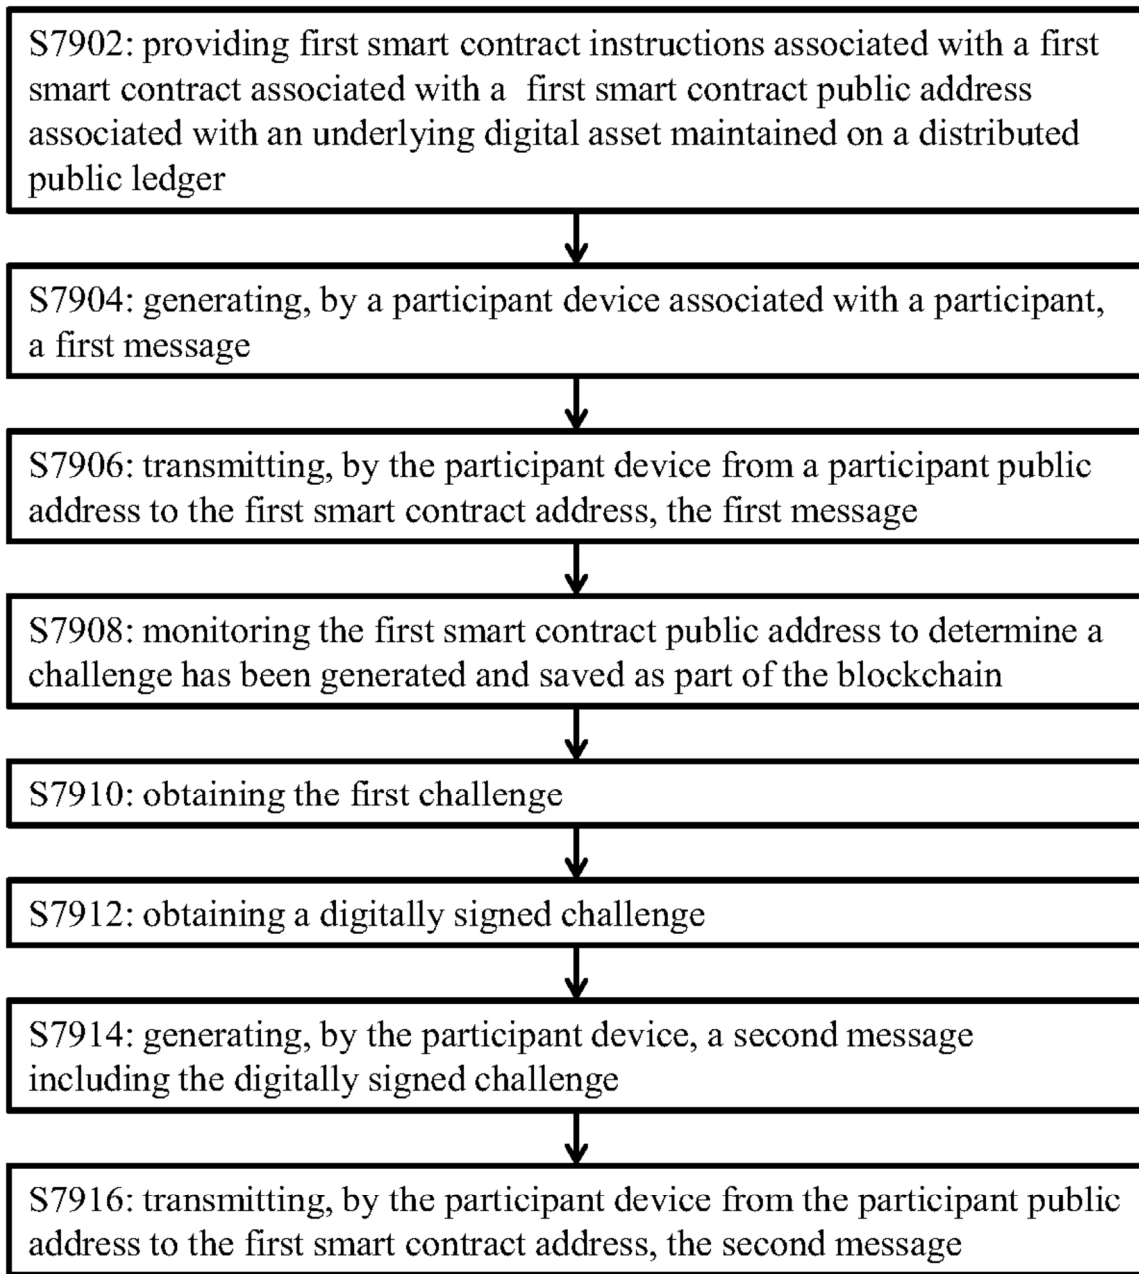 S7902: providing first smart contract instructions associated with a first
smart contract associated with a first smart contract public address
associated with an underlying digital asset maintained on a distributed
public ledger
S7904: generating, by a participant device associated with a participant,
a first message
S7906: transmitting, by the participant device from a participant public
address to the first smart contract address, the first message
S7908: monitoring the first smart contract public address to determine a
challenge has been generated and saved as part of the blockchain
S7910: obtaining the first challenge
S7912: obtaining a digitally signed challenge
S7914: generating, by the participant device, a second message
including the digitally signed challenge
S7916: transmitting, by the participant device from the participant public
address to the first smart contract address, the second message